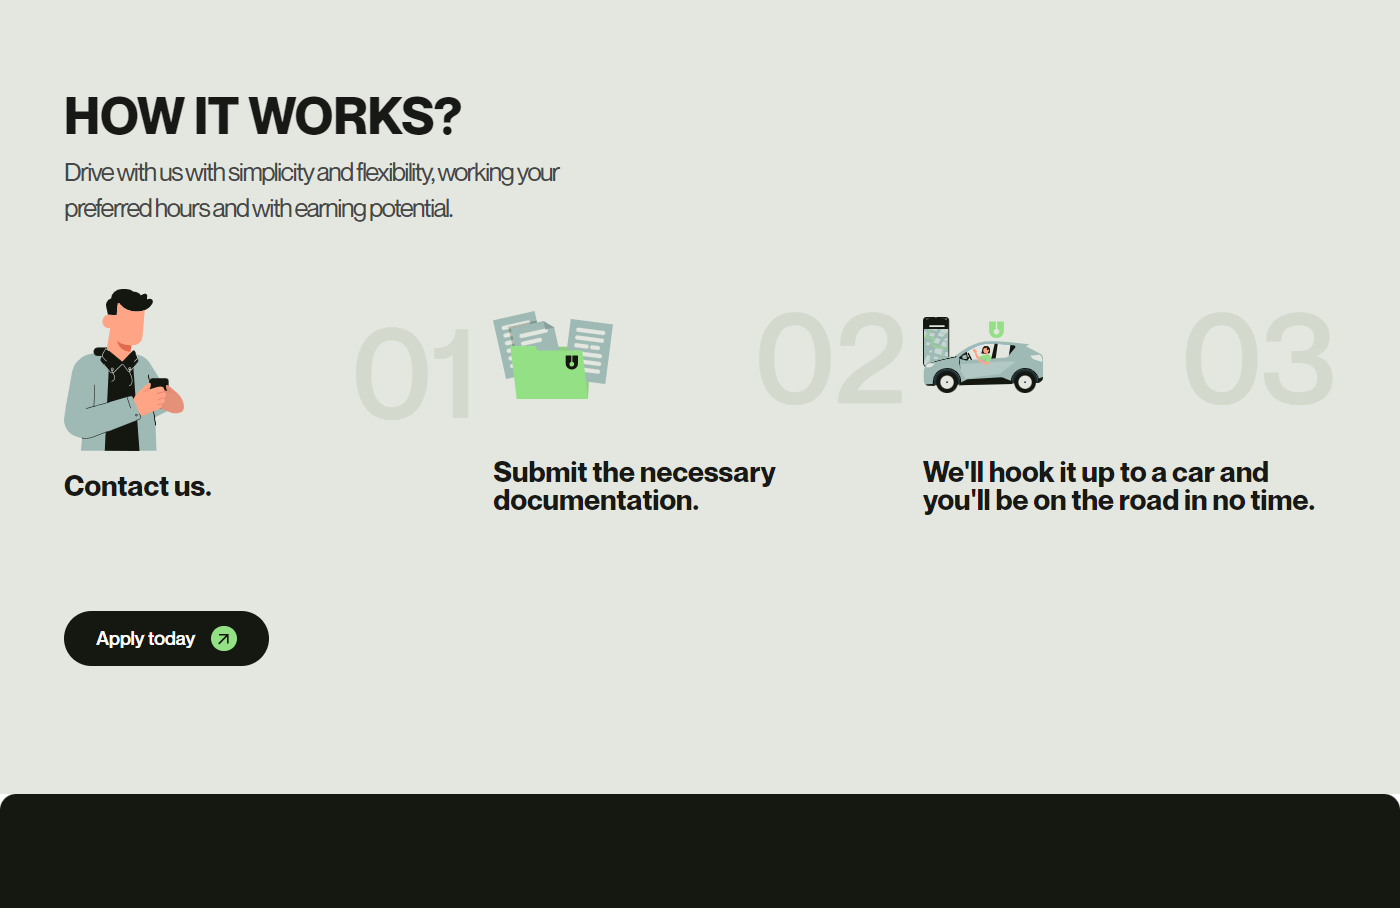 HOW IT WORKS?
Drive with us with simplicity and flexibility, working your
preferred hours and with earning potential.
01
Contact us.
02
Submit the necessary
documentation.
03
We'll hook it up to a car and
you'll be on the road in no time.
Apply today